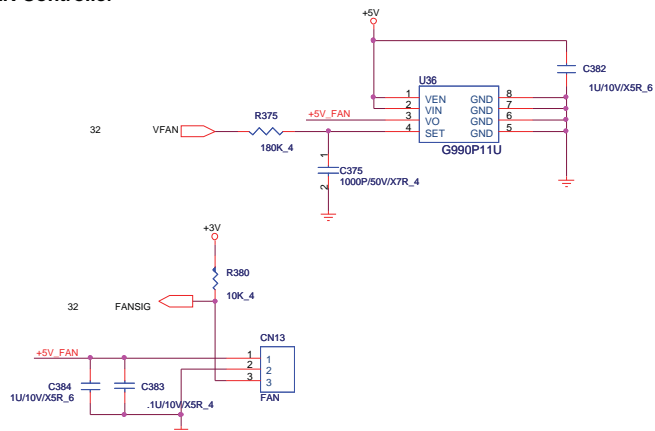 +5V
U36
C382
1U/10V/X5R_6
1 VEN GND 8
2 VIN GND 7
+5V_FAN 3 VO GND 6
4 SET GND 5
G990P11U
32 VFAN
R375
180K_4
1
C375
1000P/50V/X7R_4
2
+3V
R380
10K_4
32 FANSIG
CN13
+5V_FAN
1 1
2 2
3 3
FAN
C384
1U/10V/X5R_6
C383
.1U/10V/X5R_4